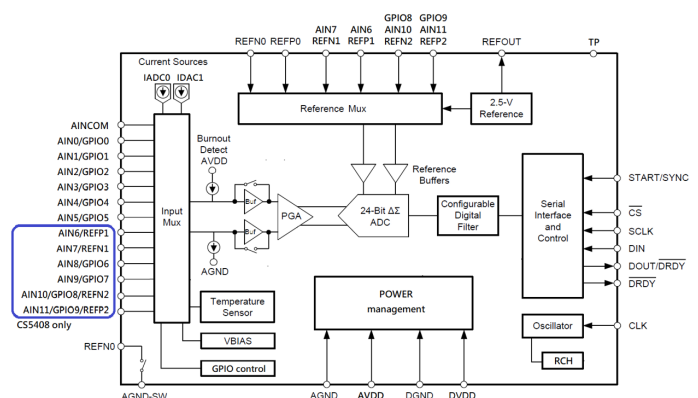 GPIO8 GPIO9
AIN7 AIN6 AIN10 AIN11
REFN0 REFP0 REFN1 REFP1 REFN2 REFP2 REFOUT TP
Current Sources
IADC0 IDAC1
Reference Mux
2.5-V
Reference
AINCOM
AIN0/GPIO0
AIN1/GPIO1
AIN2/GPIO2
AIN3/GPIO3
AIN4/GPIO4
AIN5/GPIO5
AIN6/REFP1
AIN7/REFN1
AIN8/GPIO6
AIN9/GPIO7
AIN10/GPIO8/REFN2
AIN11/GPIO9/REFP2
CS5408 only
REFN0
AGND-SW
Input
Mux
Burnout
Detect
AVDD
AGND
Buf
Buf
PGA
Reference
Buffers
24-Bit ΔΣ
ADC
Configurable
Digital
Filter
Serial
Interface
and
Control
START/SYNC
CS
SCLK
DIN
DOUT/DRDY
DRDY
Temperature
Sensor
VBIAS
GPIO control
POWER
management
Oscillator
RCH
CLK
AGND AVDD DGND DVDD